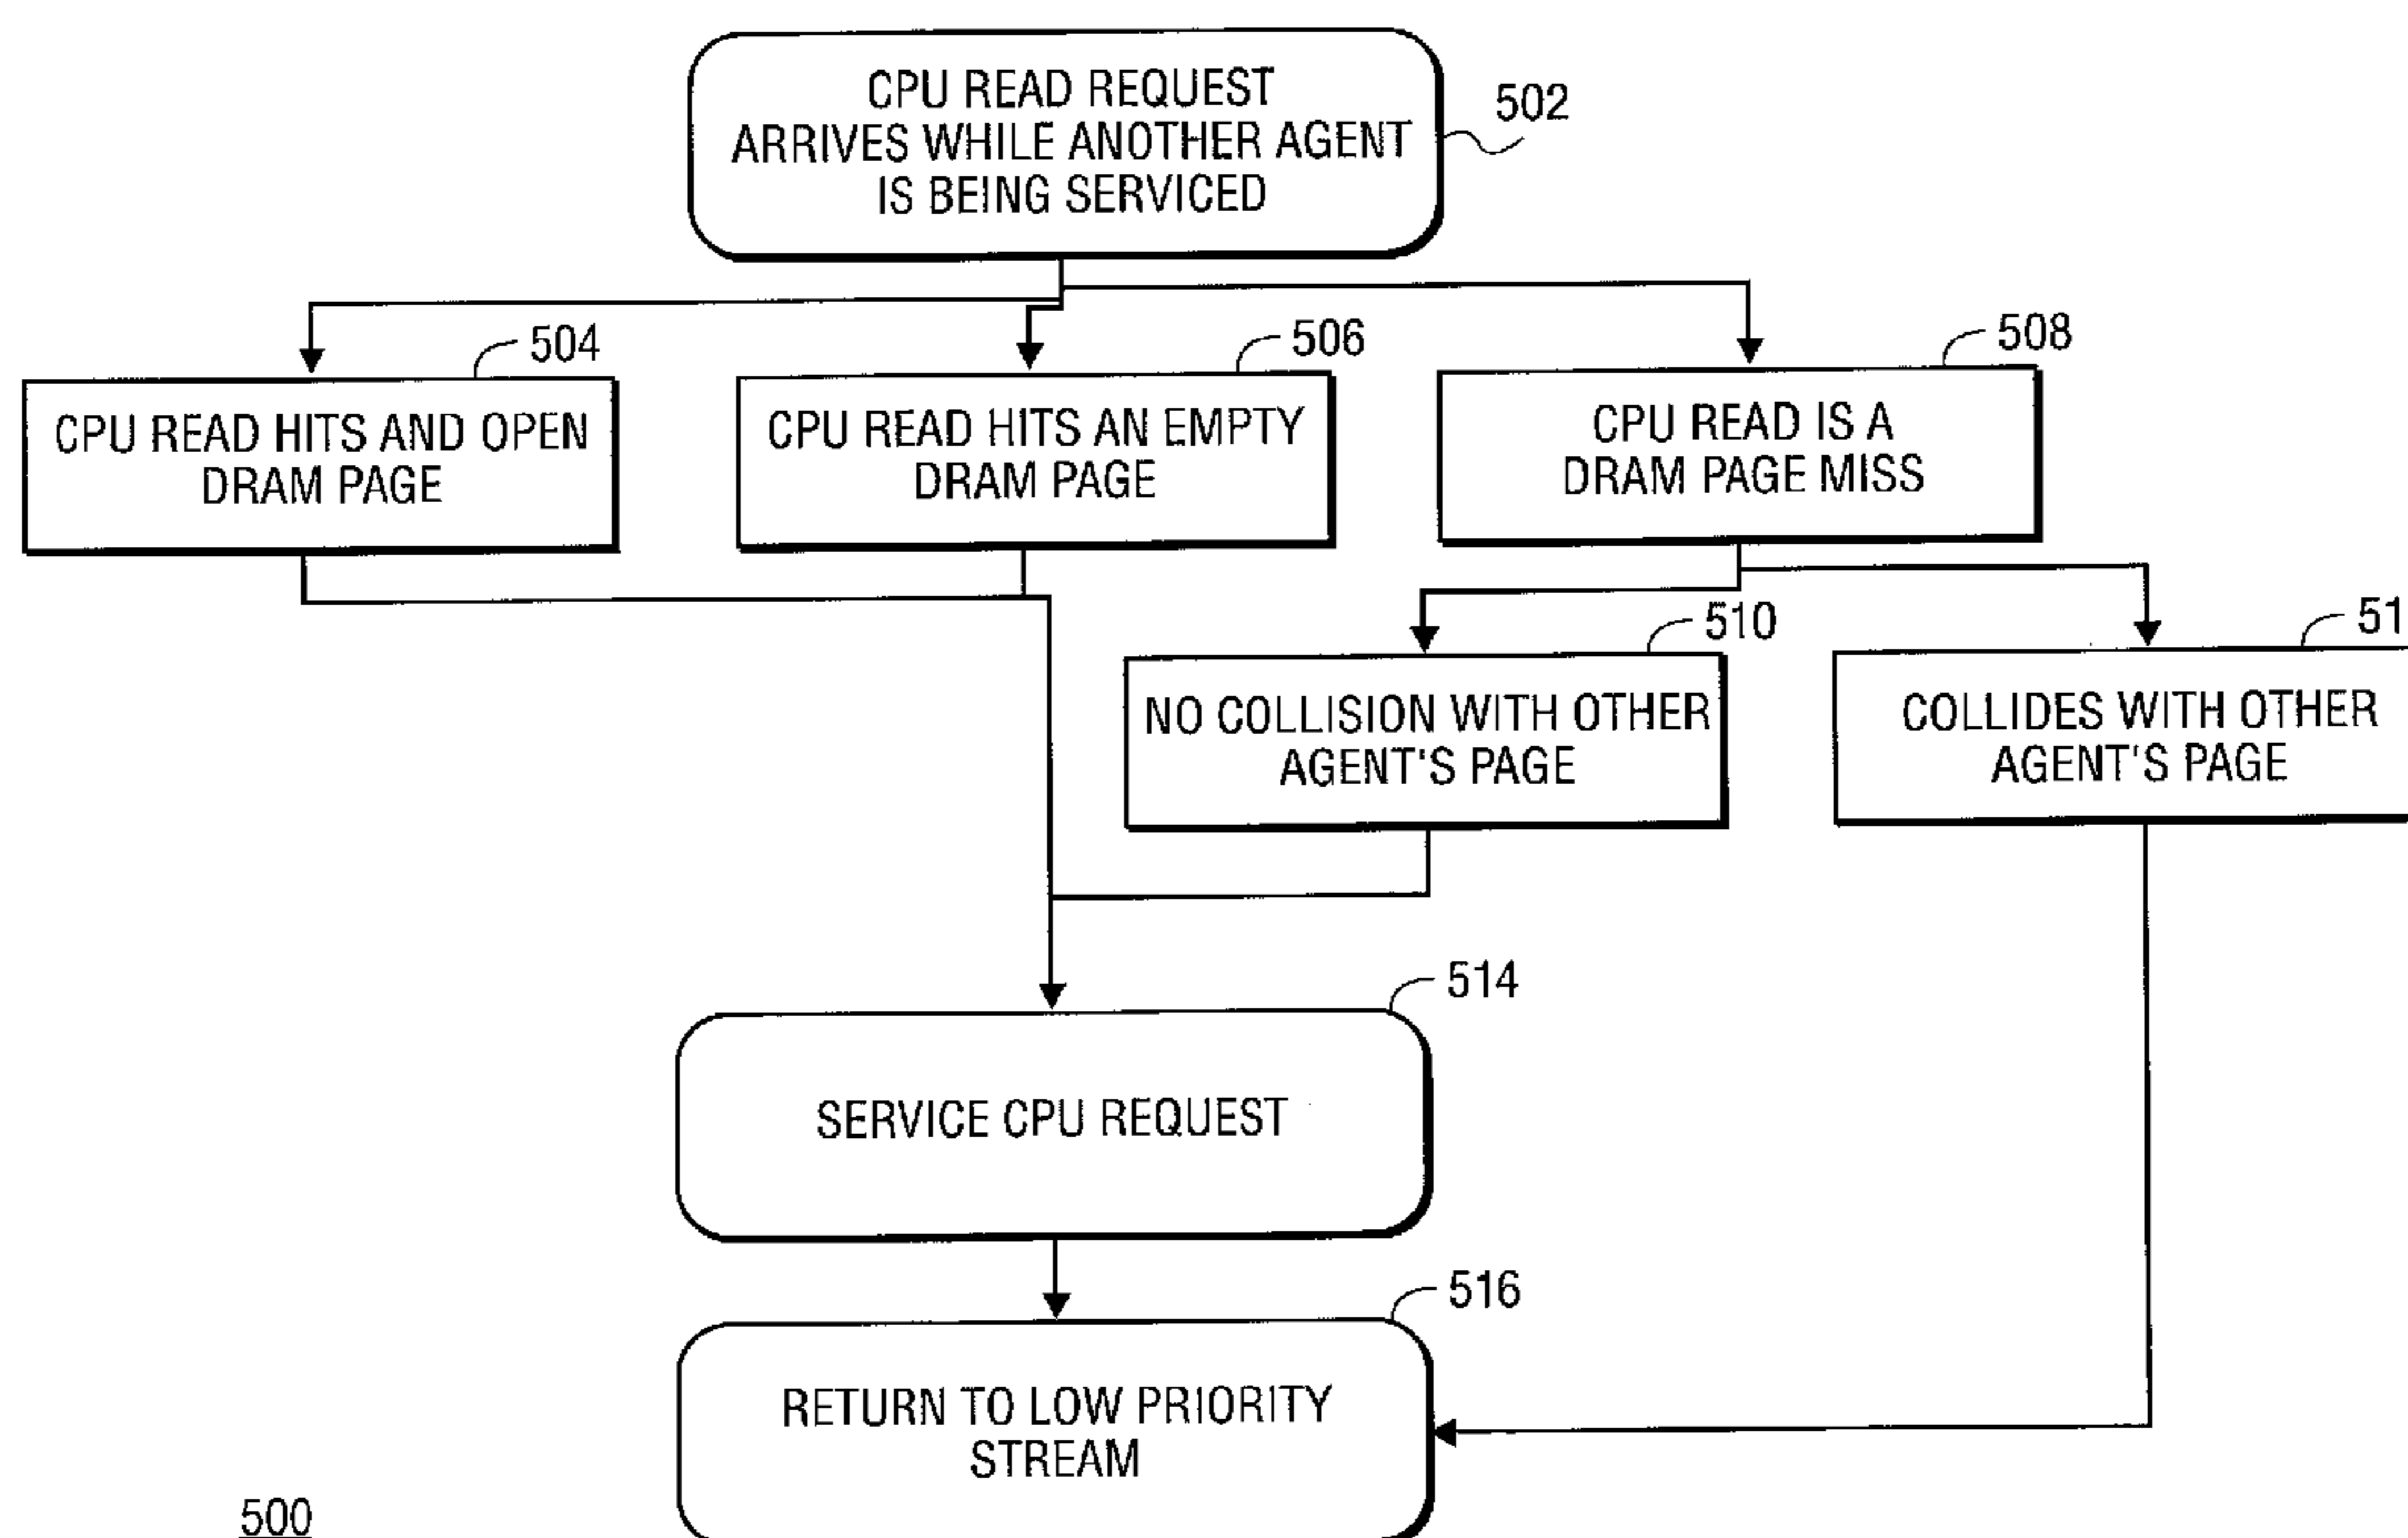 CPU READ REQUEST
ARRIVES WHILE ANOTHER AGENT
IS BEING SERVICED
502
504
506
508
CPU READ HITS AND OPEN
DRAM PAGE
CPU READ HITS AN EMPTY
DRAM PAGE
CPU READ IS A
DRAM PAGE MISS
510
51
NO COLLISION WITH OTHER
AGENT'S PAGE
COLLIDES WITH OTHER
AGENT'S PAGE
514
SERVICE CPU REQUEST
516
RETURN TO LOW PRIORITY
STREAM
500